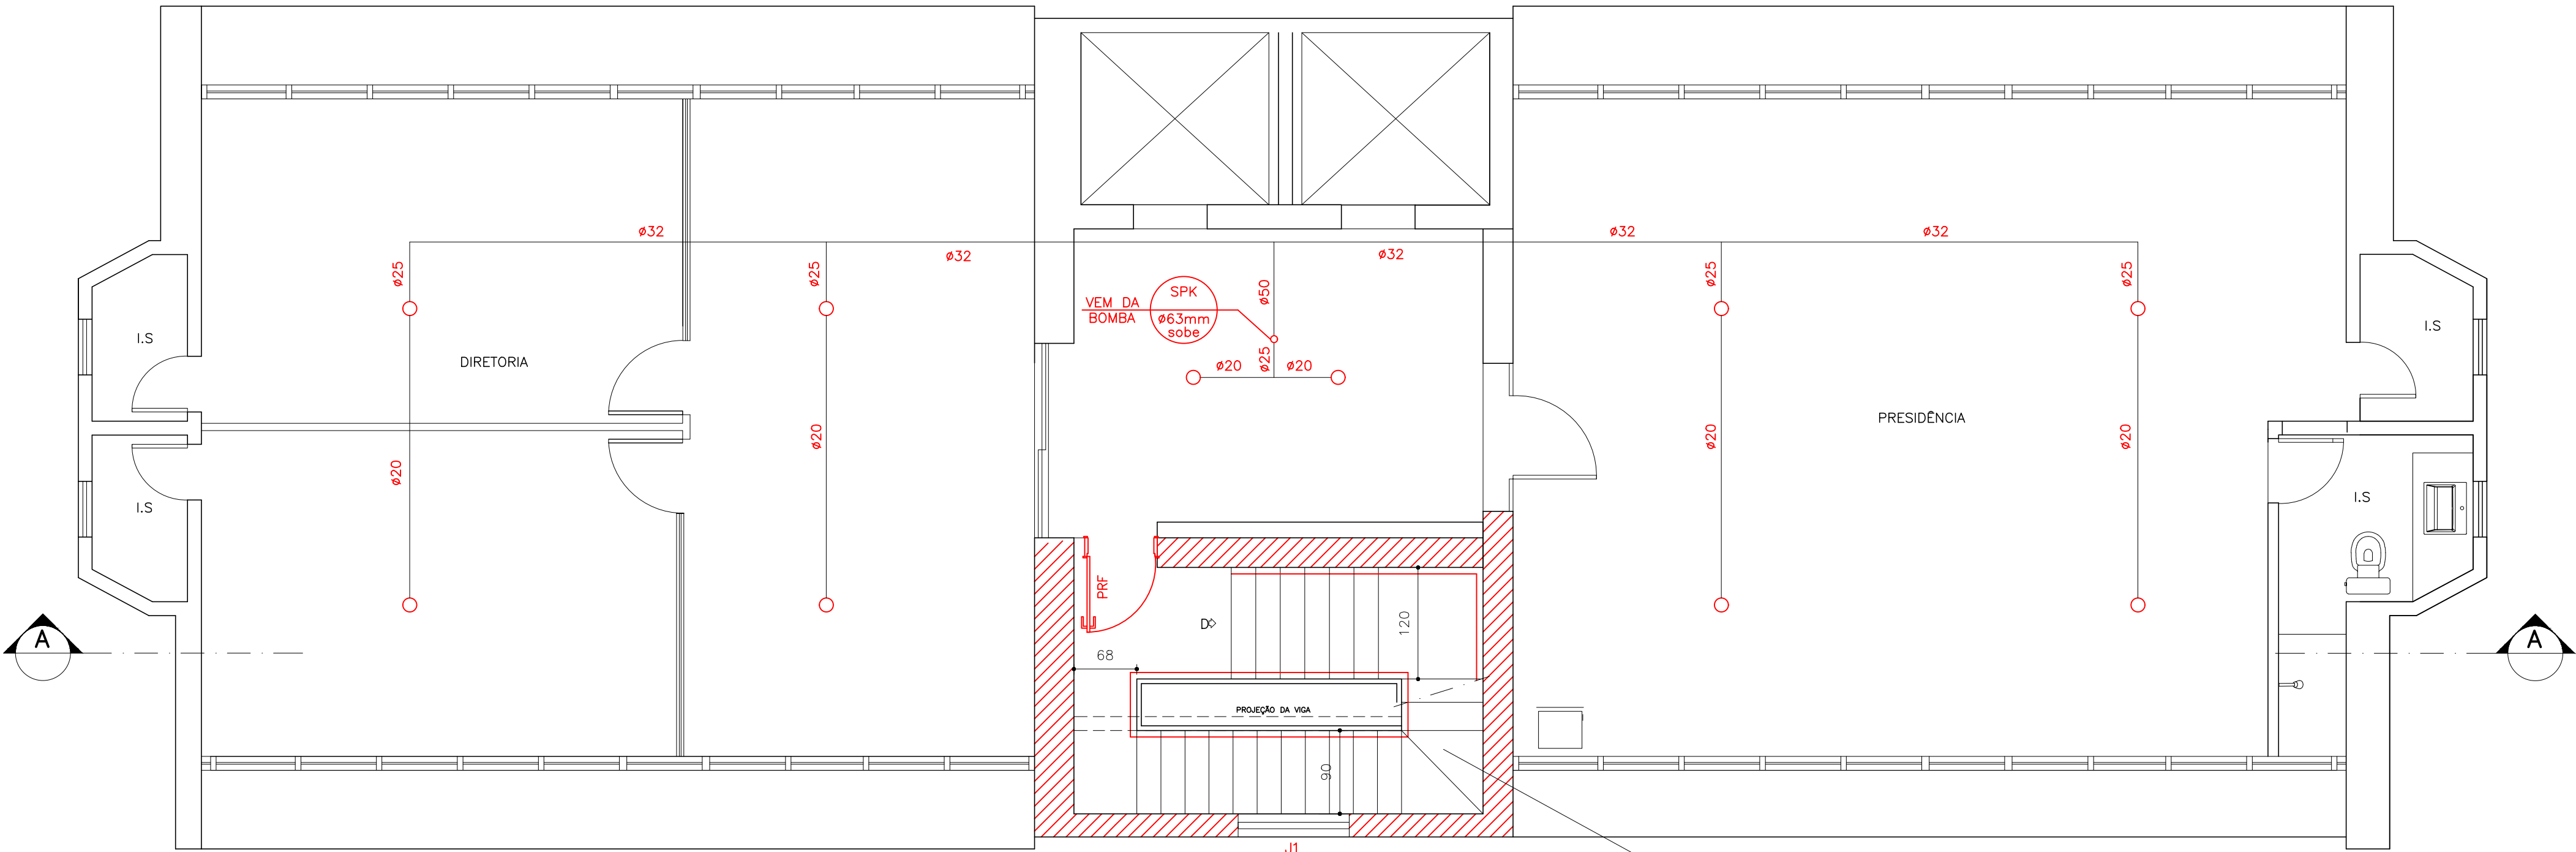 ø32
ø32
ø32
ø32
ø32
ø25
ø25
ø50
ø25
ø25
SPK
ø63mm
sobe
VEM DA
BOMBA
I.S
I.S
DIRETORIA
ø25
ø20
ø20
PRESIDÊNCIA
ø20
ø20
ø20
ø20
I.S
I.S
PRF
D
120
A
A
68
PROJEÇÃO DA VIGA
90
J1